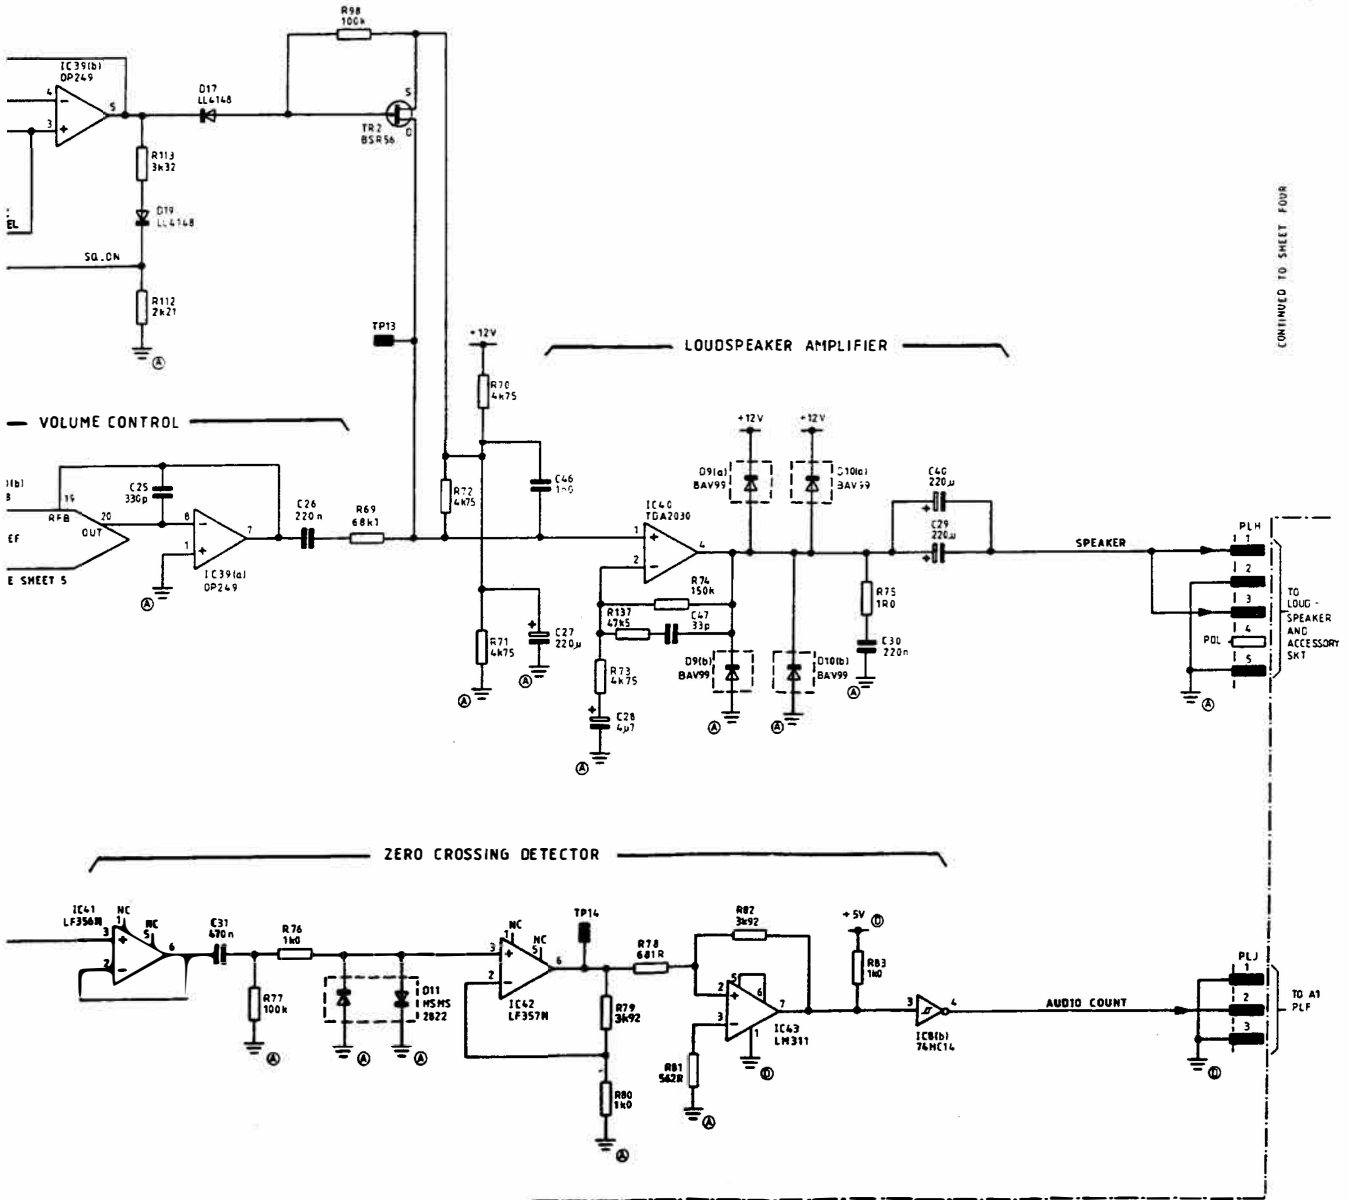 R98
100k
IC39(b)
OP249
4
3
5
D17
LL4148
S
D
TR2
BSR56
R113
3k32
D19
LL4148
EL
SQ_ON
R112
2k21
A
TP13
+12V
R70
4k75
LOUDSPEAKER AMPLIFIER
CONTINUED TO SHEET FOUR
VOLUME CONTROL
(b)
B
19
RFB
C25
330p
20
OUT
EF
E SHEET 5
8
1
7
IC39(a)
OP249
A
C26
220n
R69
68k1
R72
4k75
C46
R71
4k75
A
C27
220µ
A
IC40
TDA2030
1
2
4
R74
150k
R137
47k5
C47
33p
R73
4k75
C28
4µ7
A
+12V
D9(a)
BAV99
+12V
D10(a)
BAV99
D9(b)
BAV99
A
D10(b)
BAV99
A
R75
1R0
C30
220n
A
C40
220µ
C29
220µ
SPEAKER
PLH
1
2
3
POL
4
5
A
TO
LOUD-
SPEAKER
AND
ACCESSORY
SKT
ZERO CROSSING DETECTOR
IC41
LF356N
NC
1
NC
5
3
2
6
C31
470n
R76
1k0
R77
100k
A
D11
MSMS
2822
A
A
NC
1
NC
5
3
2
6
IC42
LF357N
TP14
R79
3k92
R80
1k0
A
R78
681R
R82
3k92
2
3
5
6
7
1
IC43
LM311
D
R81
562R
A
+5V
D
R83
1k0
3
4
IC8(b)
74HC14
AUDIO COUNT
PLJ
1
2
3
D
TO A1
PLF